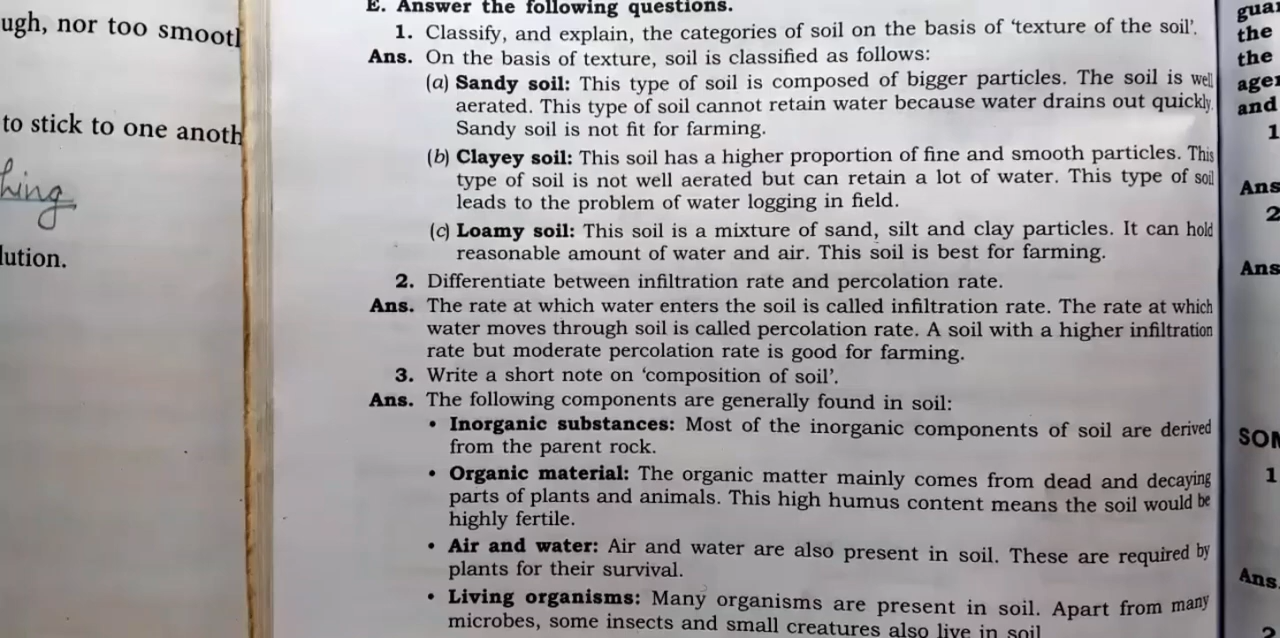 ugh, nor too smooth
to stick to one anoth
hing
lution.
E. Answer the following questions.
1. Classify, and explain, the categories of soil on the basis of ‘texture of the soil’.
Ans. On the basis of texture, soil is classified as follows:
(a) Sandy soil: This type of soil is composed of bigger particles. The soil is well
aerated. This type of soil cannot retain water because water drains out quickly.
Sandy soil is not fit for farming.
(b) Clayey soil: This soil has a higher proportion of fine and smooth particles. This
type of soil is not well aerated but can retain a lot of water. This type of soil
leads to the problem of water logging in field.
(c) Loamy soil: This soil is a mixture of sand, silt and clay particles. It can hold
reasonable amount of water and air. This soil is best for farming.
2. Differentiate between infiltration rate and percolation rate.
Ans. The rate at which water enters the soil is called infiltration rate. The rate at which
water moves through soil is called percolation rate. A soil with a higher infiltration
rate but moderate percolation rate is good for farming.
3. Write a short note on ‘composition of soil’.
Ans. The following components are generally found in soil:
• Inorganic substances: Most of the inorganic components of soil are derived
from the parent rock.
• Organic material: The organic matter mainly comes from dead and decaying
parts of plants and animals. This high humus content means the soil would be
highly fertile.
• Air and water: Air and water are also present in soil. These are required by
plants for their survival.
• Living organisms: Many organisms are present in soil. Apart from many
microbes, some insects and small creatures also live in soil
guar
the
the
agen
and
1
Ans
2
Ans
SOM
1
Ans.
2